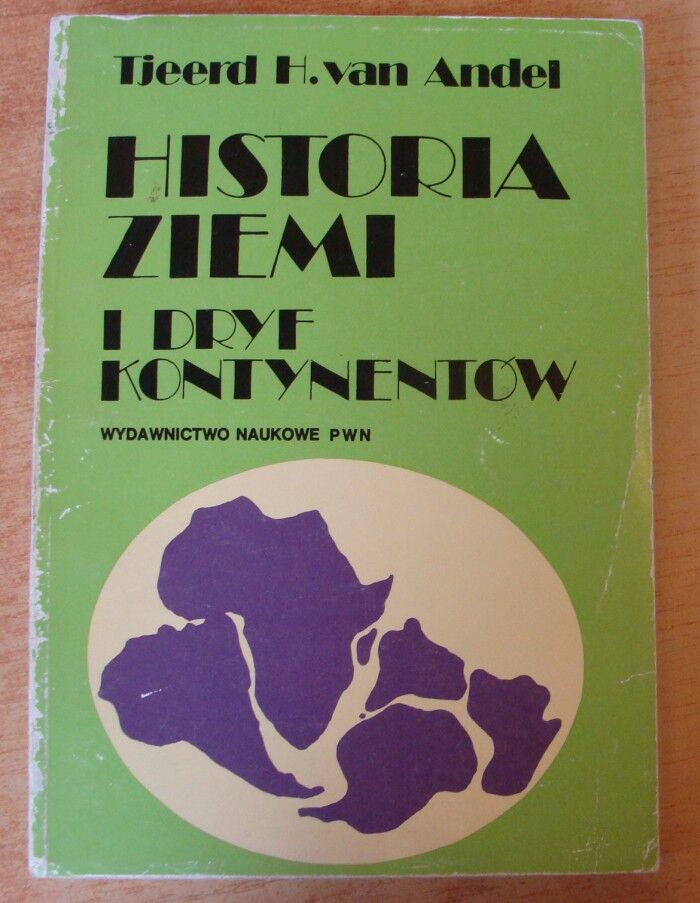 Tjeerd H. van Andel
HISTORIA
ZIEMI
I DRYF
KONTYNENTÓW
WYDAWNICTWO NAUKOWE PWN